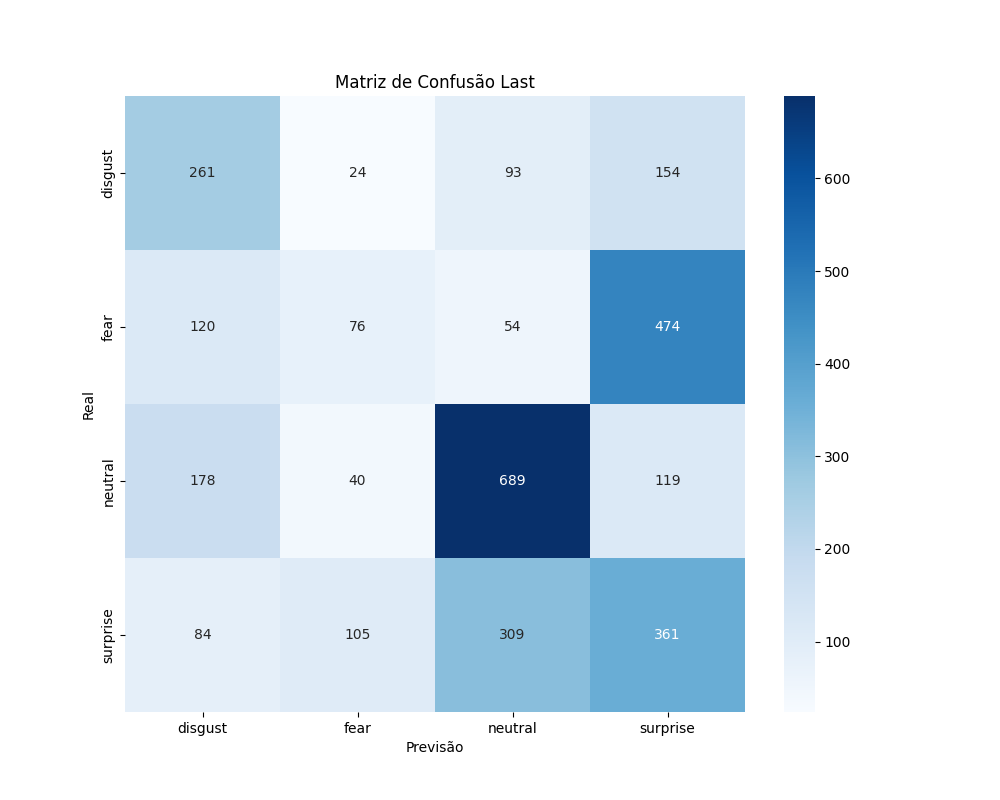 Matriz de Confusão Last
disgust 261 24 93 154
fear 120 76 54 474
neutral 178 40 689 119
surprise 84 105 309 361
disgust fear neutral surprise
Previsão
Real
600
500
400
300
200
100